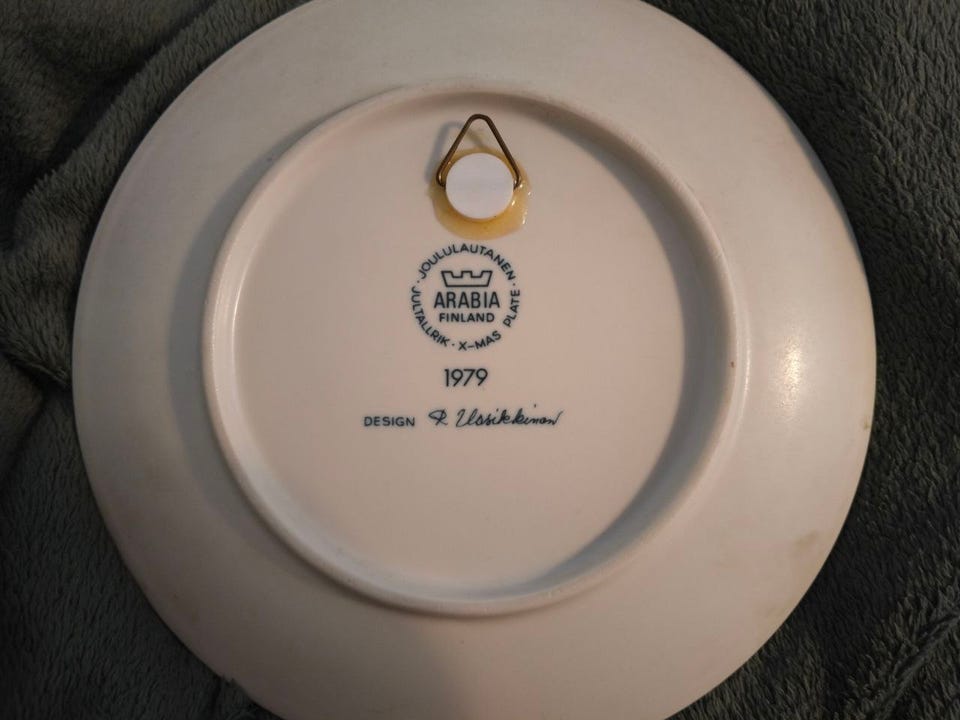 · JOULULAUTANEN ·
X-MAS PLATE ·
JULTALLRIK ·
ARABIA
FINLAND
1979
DESIGN R Uosikkinen